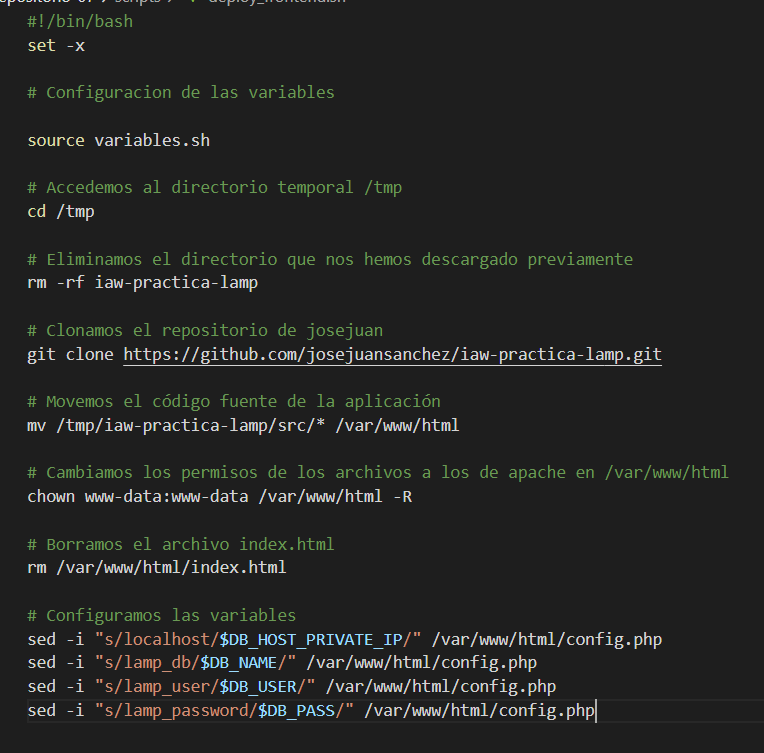 #!/bin/bash
set -x
# Configuracion de las variables
source variables.sh
# Accedemos al directorio temporal /tmp
cd /tmp
# Eliminamos el directorio que nos hemos descargado previamente
rm -rf iaw-practica-lamp
# Clonamos el repositorio de josejuan
git clone https://github.com/josejuansanchez/iaw-practica-lamp.git
# Movemos el código fuente de la aplicación
mv /tmp/iaw-practica-lamp/src/* /var/www/html
# Cambiamos los permisos de los archivos a los de apache en /var/www/html
chown www-data:www-data /var/www/html -R
# Borramos el archivo index.html
rm /var/www/html/index.html
# Configuramos las variables
sed -i "s/localhost/$DB_HOST_PRIVATE_IP/" /var/www/html/config.php
sed -i "s/lamp_db/$DB_NAME/" /var/www/html/config.php
sed -i "s/lamp_user/$DB_USER/" /var/www/html/config.php
sed -i "s/lamp_password/$DB_PASS/" /var/www/html/config.php